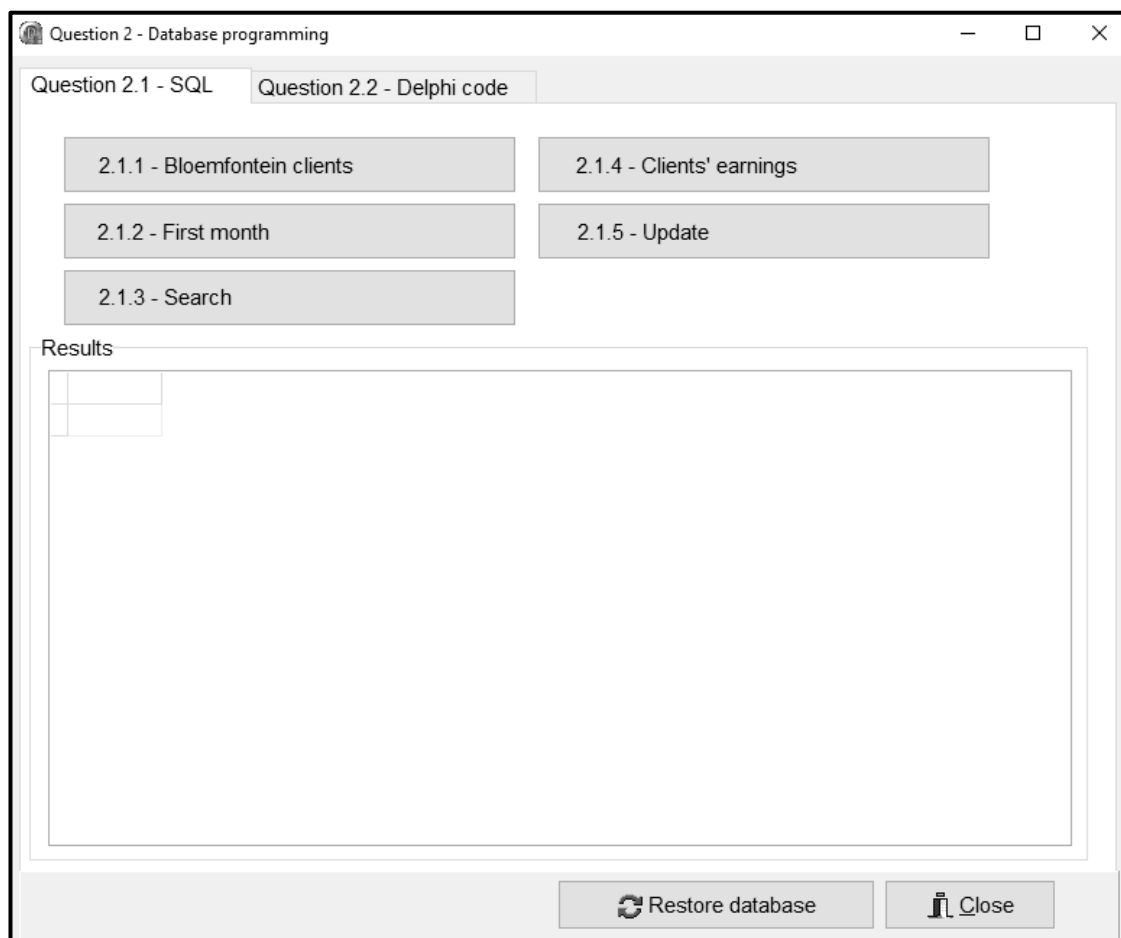 Question 2 - Database programming
Question 2.1 - SQL
Question 2.2 - Delphi code
2.1.1 - Bloemfontein clients
2.1.4 - Clients' earnings
2.1.2 - First month
2.1.5 - Update
2.1.3 - Search
Results
Restore database
Close